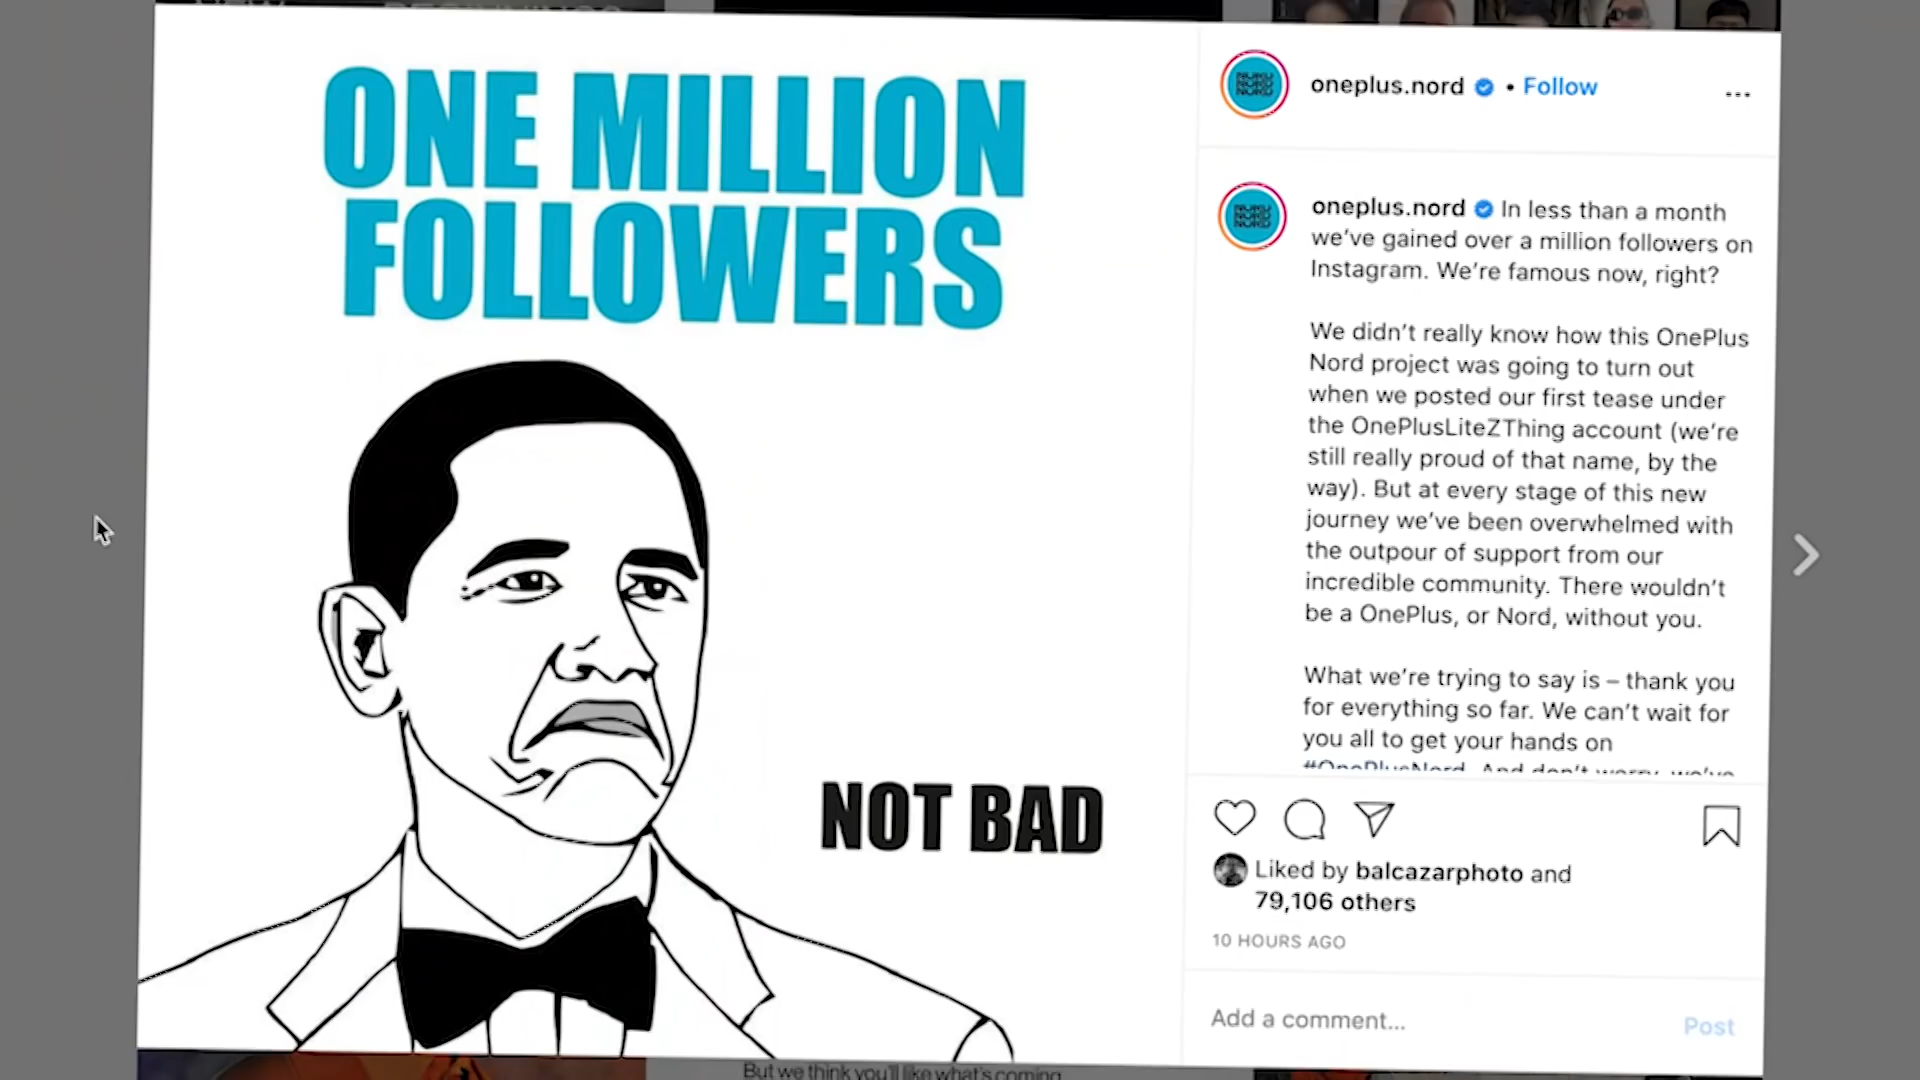 ONE MILLION
FOLLOWERS
NOT BAD
oneplus.nord • Follow
oneplus.nord In less than a month
we've gained over a million followers on
Instagram. We're famous now, right?
We didn't really know how this OnePlus
Nord project was going to turn out
when we posted our first tease under
the OnePlusLiteZThing account (we're
still really proud of that name, by the
way). But at every stage of this new
journey we've been overwhelmed with
the outpour of support from our
incredible community. There wouldn't
be a OnePlus, or Nord, without you.
What we're trying to say is – thank you
for everything so far. We can't wait for
you all to get your hands on
#OnePlusNord. And don't worry, we've
Liked by balcazarphoto and
79,106 others
10 HOURS AGO
Add a comment...
Post
But we think you'll like what's coming